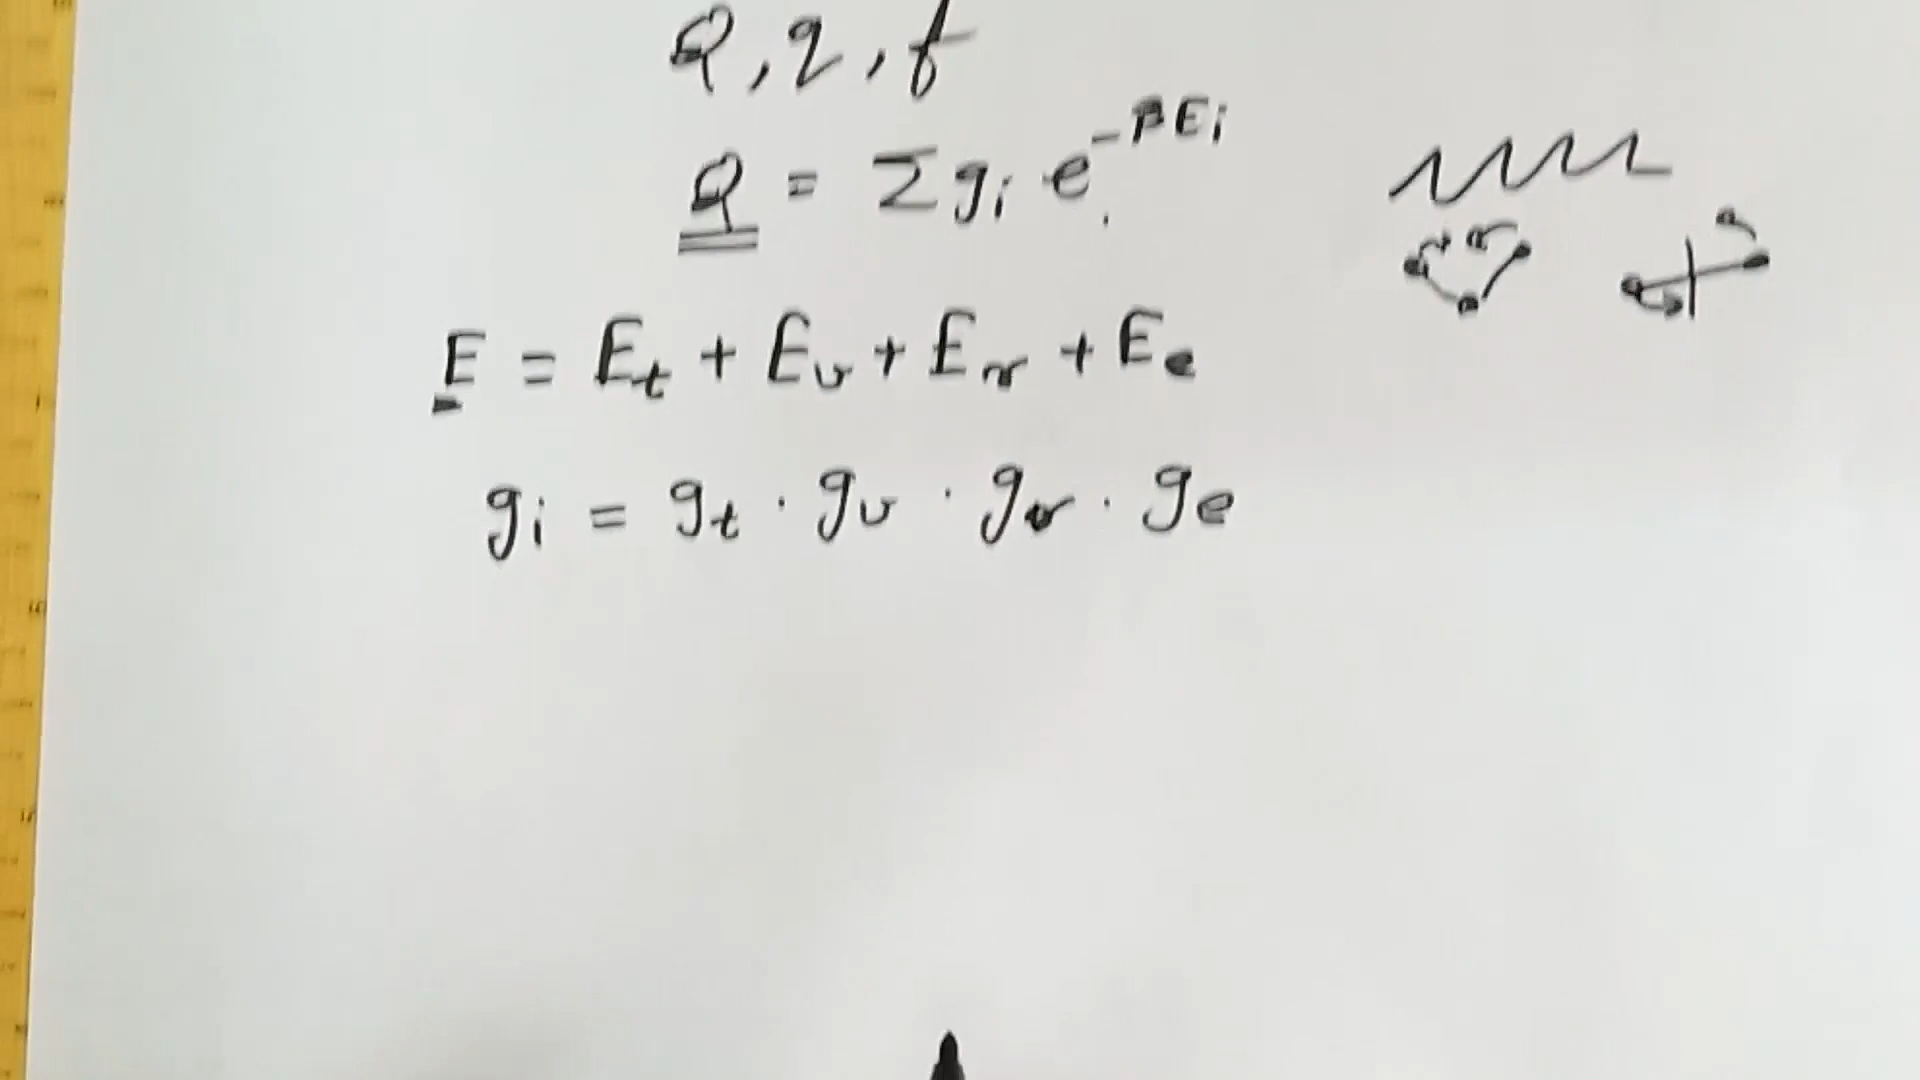 Q, q, f
Q = Σ gi e^-βEi
E = Et + Ev + Er + Ee
gi = gt · gv · gr · ge